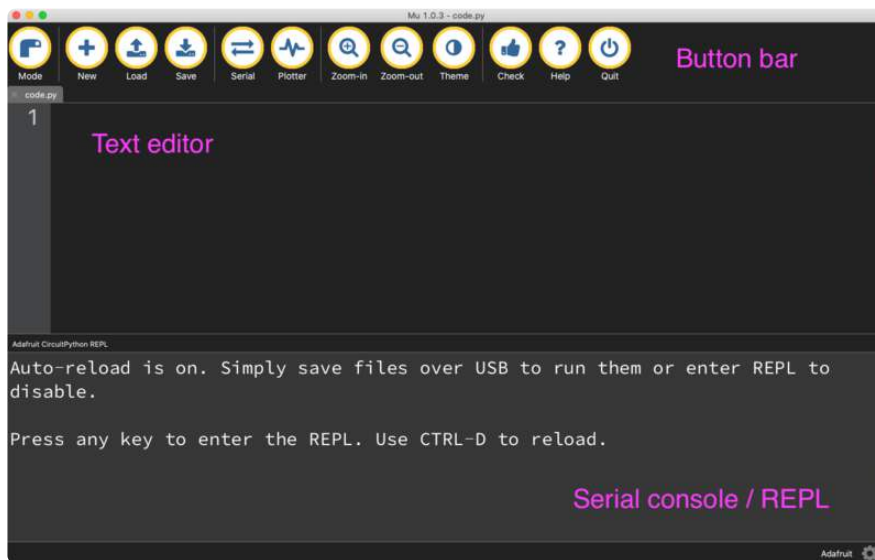 Mu 1.0.3 - code.py
Mode New Load Save Serial Plotter Zoom-in Zoom-out Theme Check Help Quit
Button bar
code.py
1
Text editor
Adafruit CircuitPython REPL
Auto-reload is on. Simply save files over USB to run them or enter REPL to
disable.
Press any key to enter the REPL. Use CTRL-D to reload.
Serial console / REPL
Adafruit